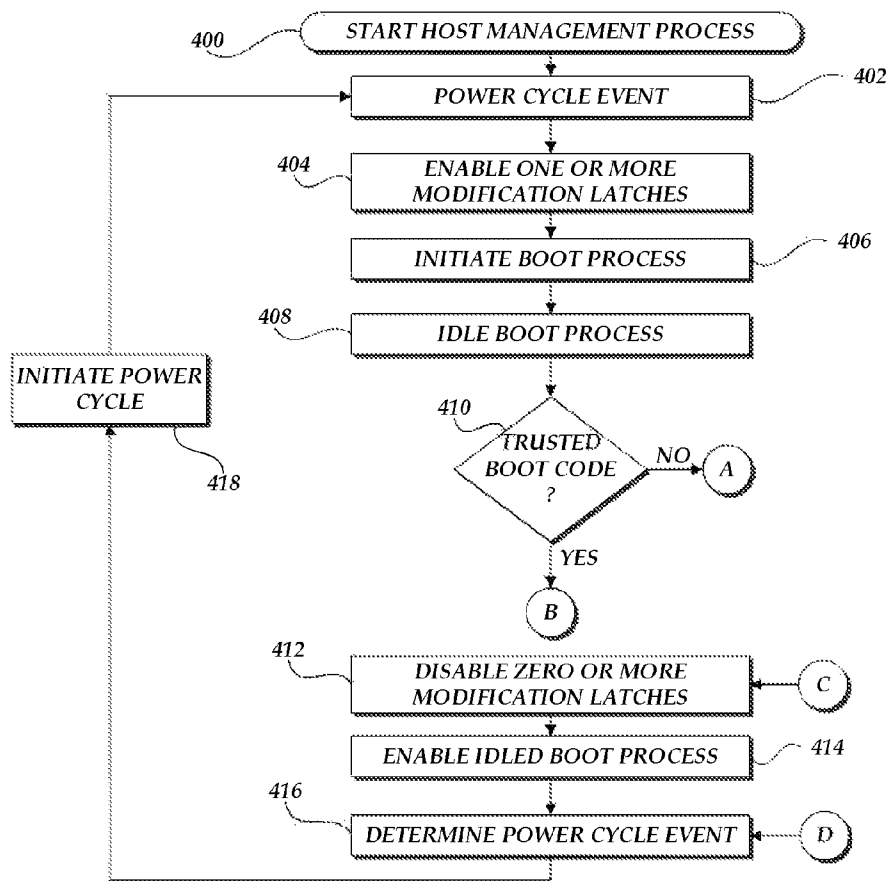 400
START HOST MANAGEMENT PROCESS
402
POWER CYCLE EVENT
404
ENABLE ONE OR MORE
MODIFICATION LATCHES
406
INITIATE BOOT PROCESS
408
IDLE BOOT PROCESS
INITIATE POWER
CYCLE
418
410
TRUSTED
BOOT CODE
?
NO
A
YES
B
412
DISABLE ZERO OR MORE
MODIFICATION LATCHES
C
ENABLE IDLED BOOT PROCESS
414
416
DETERMINE POWER CYCLE EVENT
D